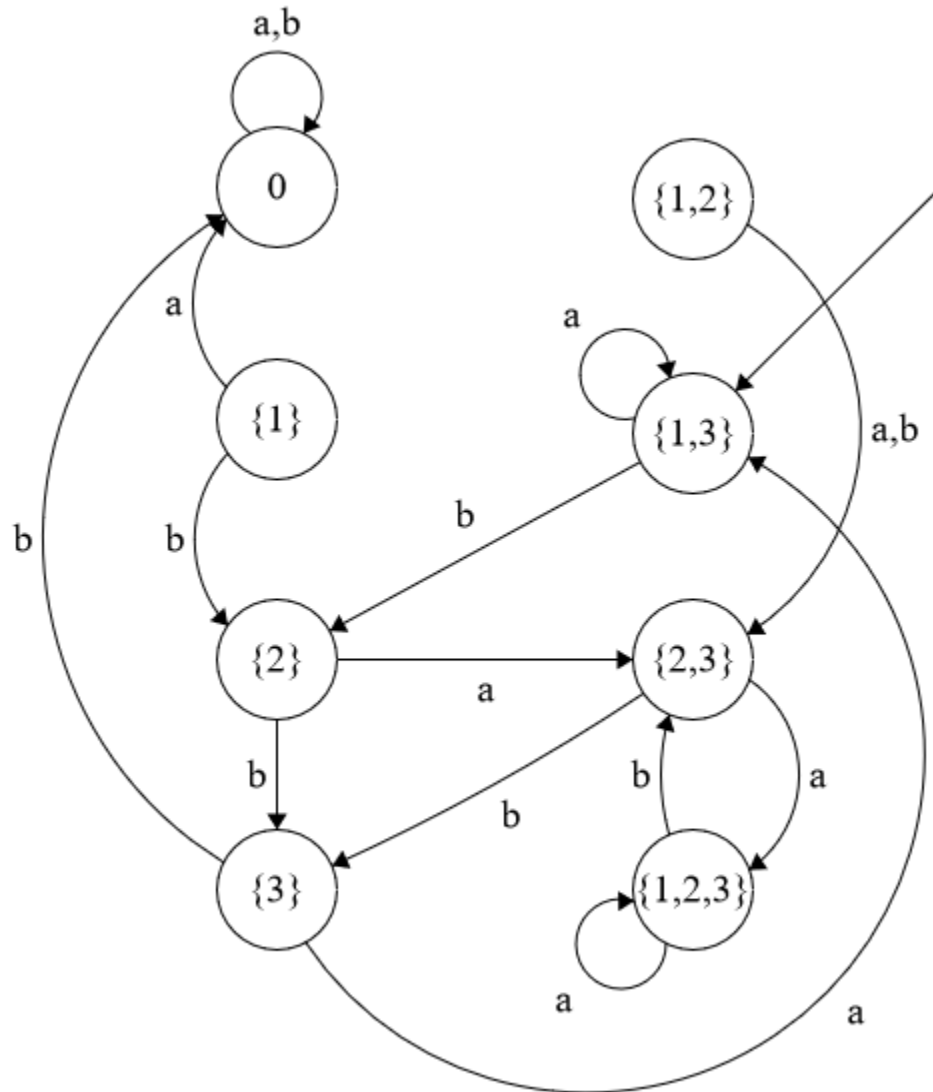 a,b
0
{1,2}
a
a
{1}
{1,3}
a,b
b
b
b
{2}
{2,3}
a
b
b
a
b
{3}
{1,2,3}
a
a